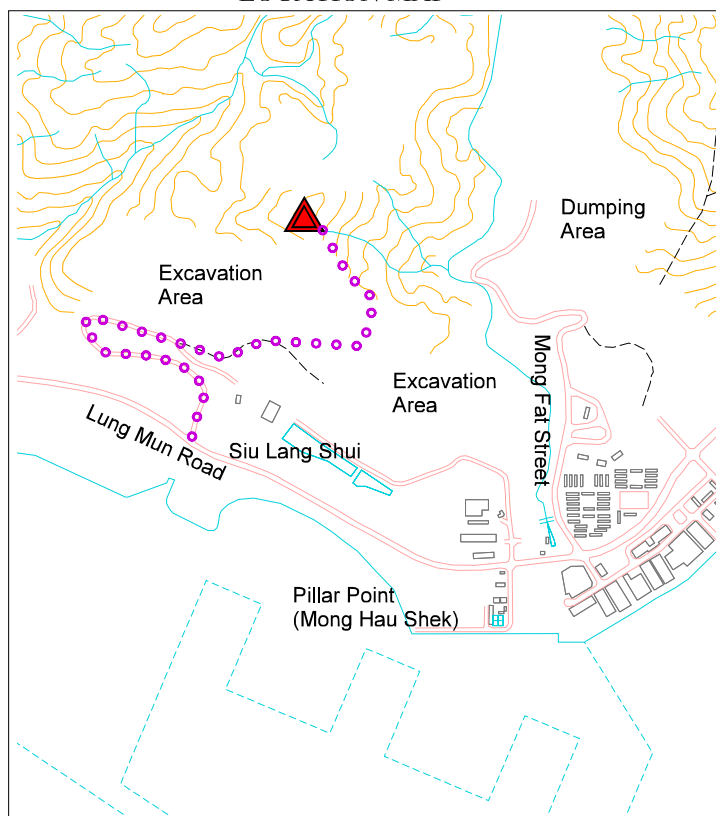 Dumping
Area
Excavation
Area
Mong Fat Street
Excavation
Area
Lung Mun Road
Siu Lang Shui
Pillar Point
(Mong Hau Shek)